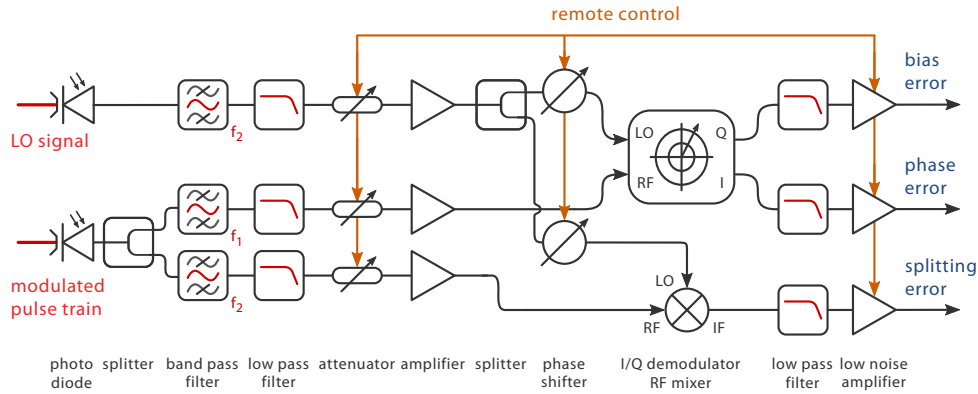 remote control
LO signal
f2
bias
error
LO
Q
RF
I
phase
error
f1
modulated
pulse train
f2
LO
RF
IF
splitting
error
photo
diode
splitter
band pass
filter
low pass
filter
attenuator
amplifier
splitter
phase
shifter
I/Q demodulator
RF mixer
low pass
filter
low noise
amplifier